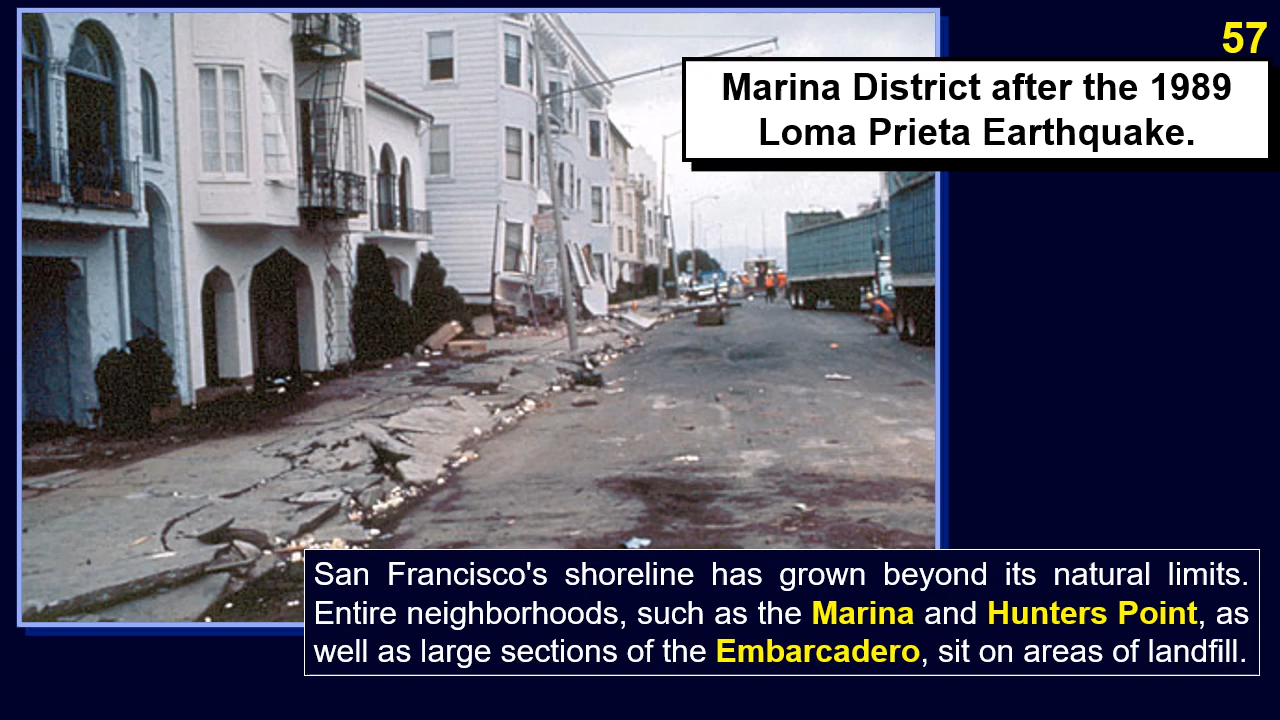 57
Marina District after the 1989
Loma Prieta Earthquake.
San Francisco's shoreline has grown beyond its natural limits.
Entire neighborhoods, such as the Marina and Hunters Point, as
well as large sections of the Embarcadero, sit on areas of landfill.